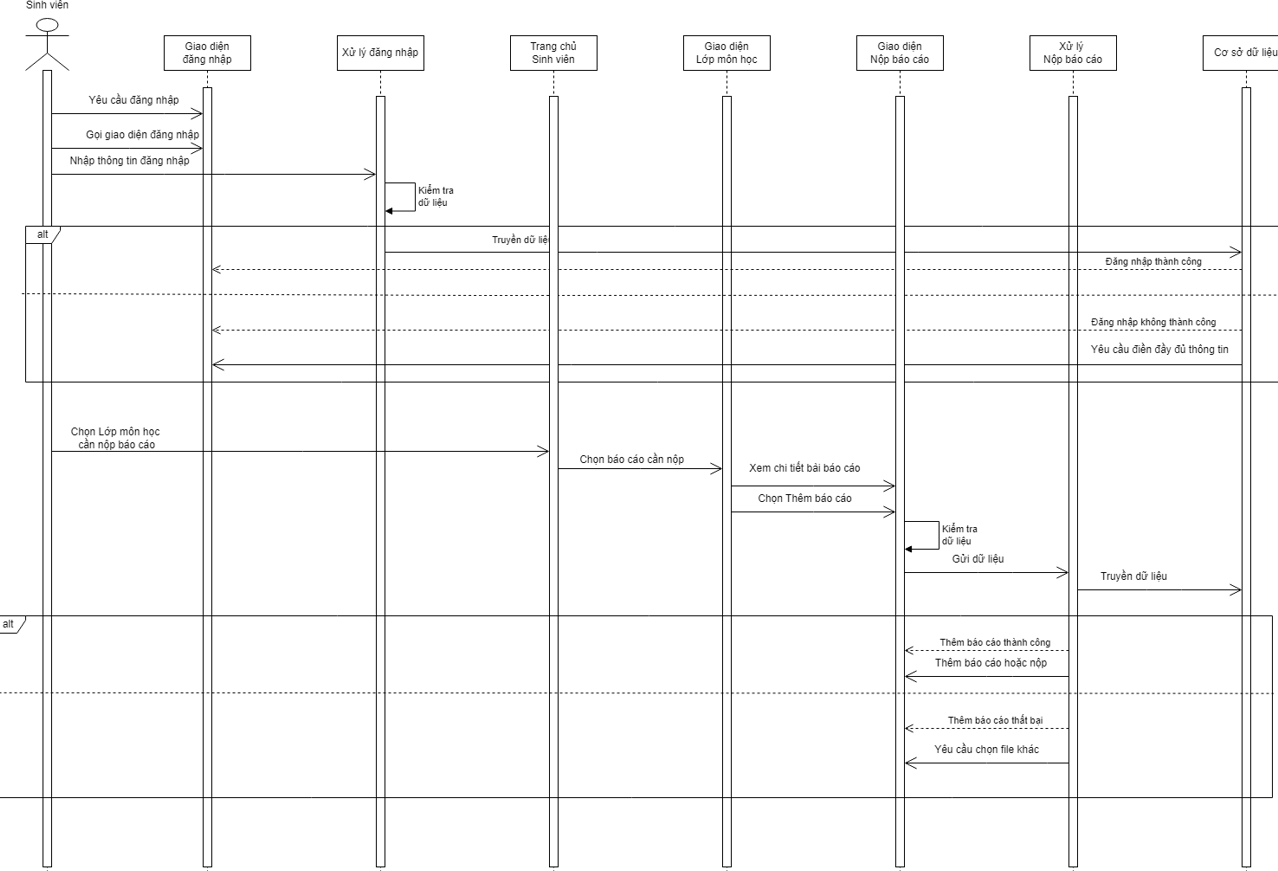 Sinh viên
Giao diện
đăng nhập
Xử lý đăng nhập
Trang chủ
Sinh viên
Giao diện
Lớp môn học
Giao diện
Nộp báo cáo
Xử lý
Nộp báo cáo
Cơ sở dữ liệu
Yêu cầu đăng nhập
Gọi giao diện đăng nhập
Nhập thông tin đăng nhập
Kiểm tra
dữ liệu
alt
Truyền dữ liệu
Đăng nhập thành công
Đăng nhập không thành công
Yêu cầu điền đầy đủ thông tin
Chọn Lớp môn học
cần nộp báo cáo
Chọn báo cáo cần nộp
Xem chi tiết bài báo cáo
Chọn Thêm báo cáo
Kiểm tra
dữ liệu
Gửi dữ liệu
Truyền dữ liệu
alt
Thêm báo cáo thành công
Thêm báo cáo hoặc nộp
Thêm báo cáo thất bại
Yêu cầu chọn file khác